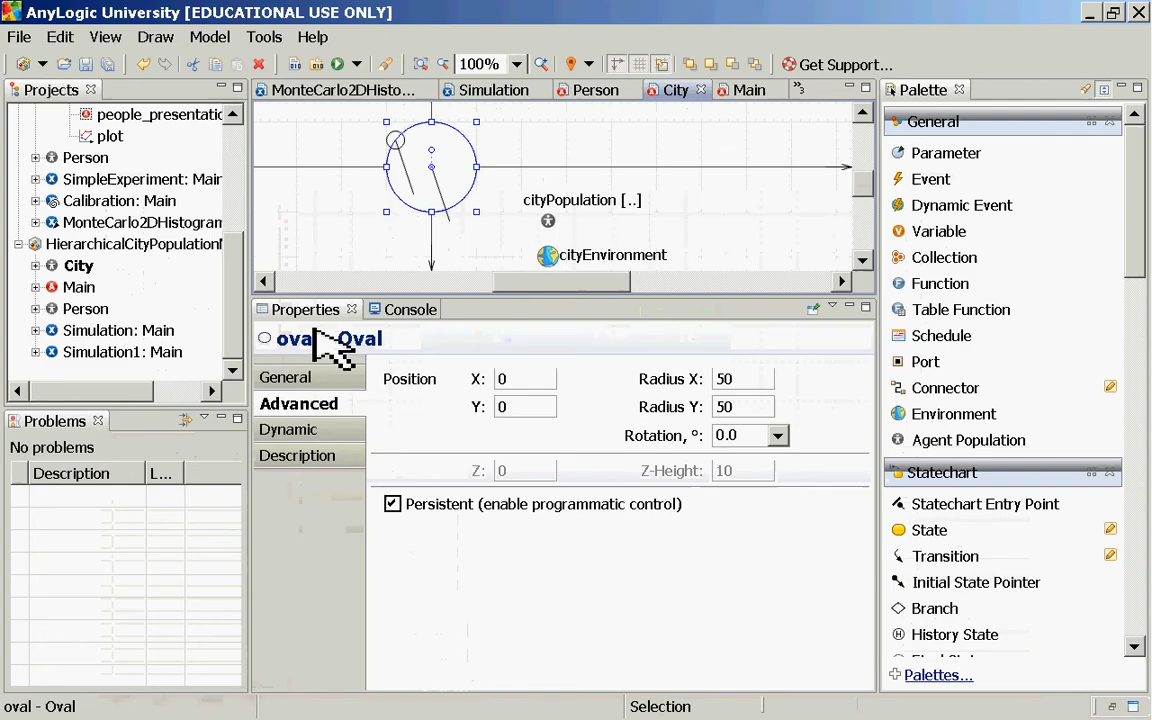 AnyLogic University [EDUCATIONAL USE ONLY]
File Edit View Draw Model Tools Help
100% Get Support...
Projects
people_presentatio
plot
Person
SimpleExperiment: Main
Calibration: Main
MonteCarlo2DHistogram
HierarchicalCityPopulationM
City
Main
Person
Simulation: Main
Simulation1: Main
Problems
No problems
Description L...
MonteCarlo2DHisto... Simulation Person City Main »3
cityPopulation [..]
cityEnvironment
Properties Console
oval - Oval
General
Advanced
Dynamic
Description
Position X: 0 Radius X: 50
Y: 0 Radius Y: 50
Rotation, °: 0.0
Z: 0 Z-Height: 10
Persistent (enable programmatic control)
Palette
General
Parameter
Event
Dynamic Event
Variable
Collection
Function
Table Function
Schedule
Port
Connector
Environment
Agent Population
Statechart
Statechart Entry Point
State
Transition
Initial State Pointer
Branch
History State
Palettes...
oval - Oval Selection